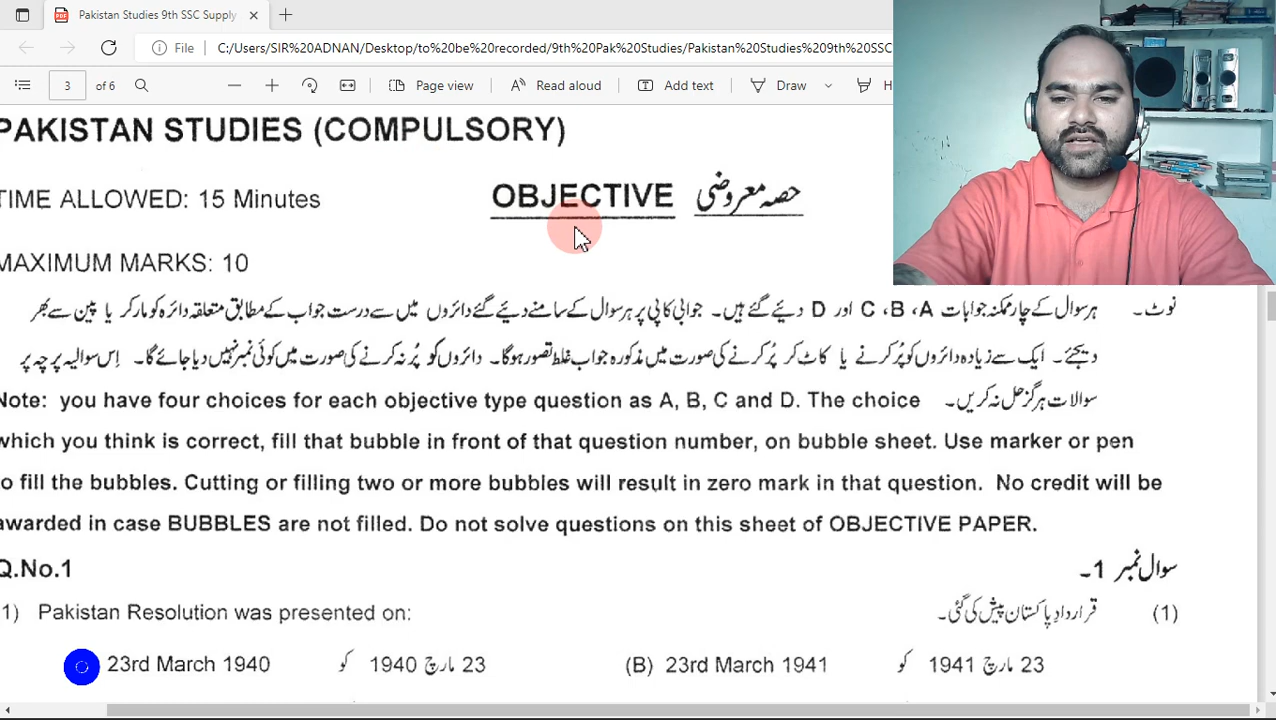 Pakistan Studies 9th SSC Supply
File C:/Users/SIR%20ADNAN/Desktop/Game%20recorded/9th%20Pak%20Studies/Pakistan%20Studies%209th%20SSC
3 of 6 Page view Read aloud Add text Draw H
PAKISTAN STUDIES (COMPULSORY)
TIME ALLOWED: 15 Minutes OBJECTIVE حصہ معروضی
MAXIMUM MARKS: 10
نوٹ۔ ہر سوال کے چار ممکنہ جوابات A، B، C اور D دیئے گئے ہیں۔ جوابی کاپی پر ہر سوال کے سامنے دیئے گئے دائروں میں سے درست جواب کے مطابق متعلقہ دائرہ کو مارکر یا پین سے بھر
دیجئے۔ ایک سے زیادہ دائروں کو پُر کرنے یا کاٹ کر پُر کرنے کی صورت میں مذکورہ جواب غلط تصور ہوگا۔ دائروں کو پُر نہ کرنے کی صورت میں کوئی نمبر نہیں دیا جائے گا۔ اِس سوالیہ پرچہ پر
سوالات ہرگز حل نہ کریں۔
Note: you have four choices for each objective type question as A, B, C and D. The choice
which you think is correct, fill that bubble in front of that question number, on bubble sheet. Use marker or pen
to fill the bubbles. Cutting or filling two or more bubbles will result in zero mark in that question. No credit will be
awarded in case BUBBLES are not filled. Do not solve questions on this sheet of OBJECTIVE PAPER.
Q.No.1 سوال نمبر 1۔
1) Pakistan Resolution was presented on: قراردادِ پاکستان پیش کی گئی۔ (1)
23rd March 1940 23 مارچ 1940 کو (B) 23rd March 1941 23 مارچ 1941 کو